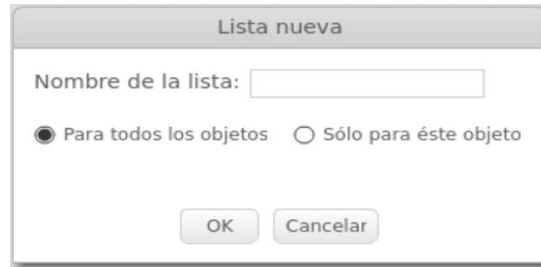 Lista nueva
Nombre de la lista:
Para todos los objetos Sólo para éste objeto
OK Cancelar